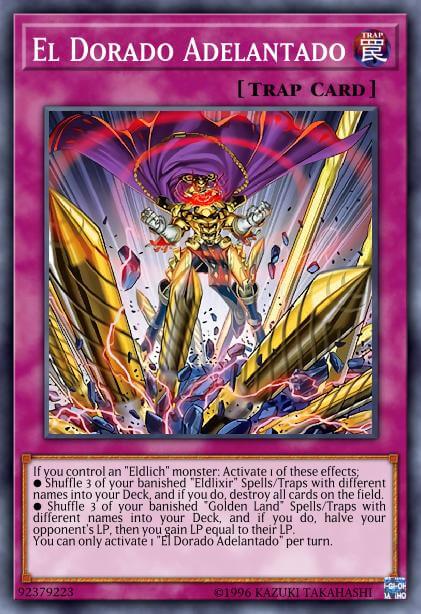 El Dorado Adelantado
TRAP
罠
[Trap Card]
If you control an "Eldlich" monster: Activate 1 of these effects;
● Shuffle 3 of your banished "Eldlixir" Spells/Traps with different
names into your Deck, and if you do, destroy all cards on the field.
● Shuffle 3 of your banished "Golden Land" Spells/Traps with
different names into your Deck, and if you do, halve your
opponent's LP, then you gain LP equal to their LP.
You can only activate 1 "El Dorado Adelantado" per turn.
92379223
©1996 KAZUKI TAKAHASHI